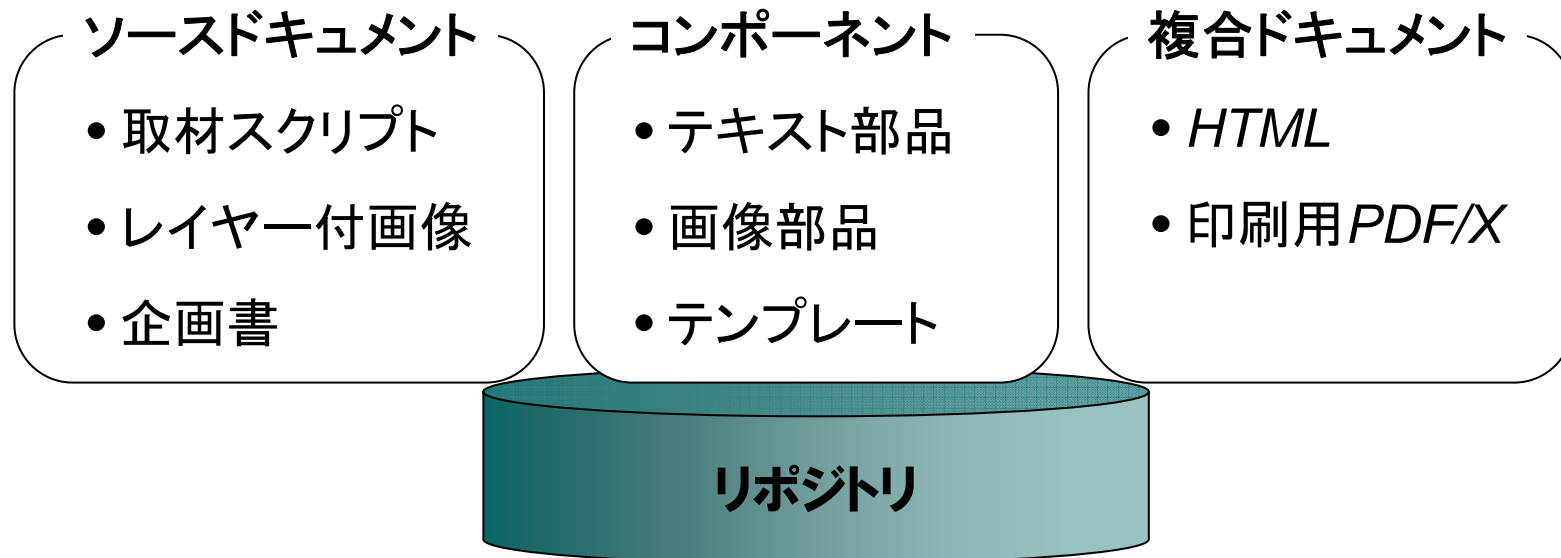 ソースドキュメント
• 取材スクリプト
• レイヤー付画像
• 企画書
コンポーネント
• テキスト部品
• 画像部品
• テンプレート
複合ドキュメント
• HTML
• 印刷用PDF/X
リポジトリ